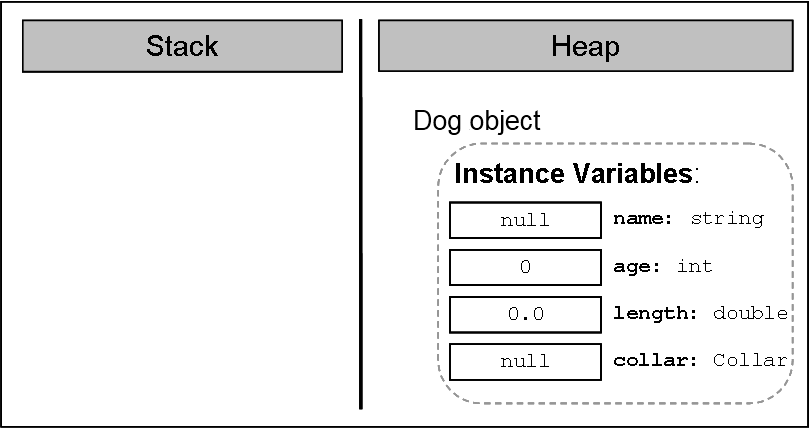 Stack
Heap
Dog object
Instance Variables:
null name: string
0 age: int
0.0 length: double
null collar: Collar